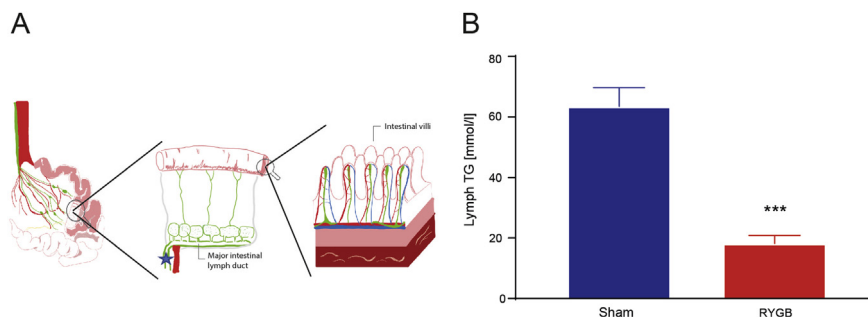 A
Intestinal villi
Major intestinal
lymph duct
B
Lymph TG [mmol/l]
80
60
40
20
0
***
Sham
RYGB